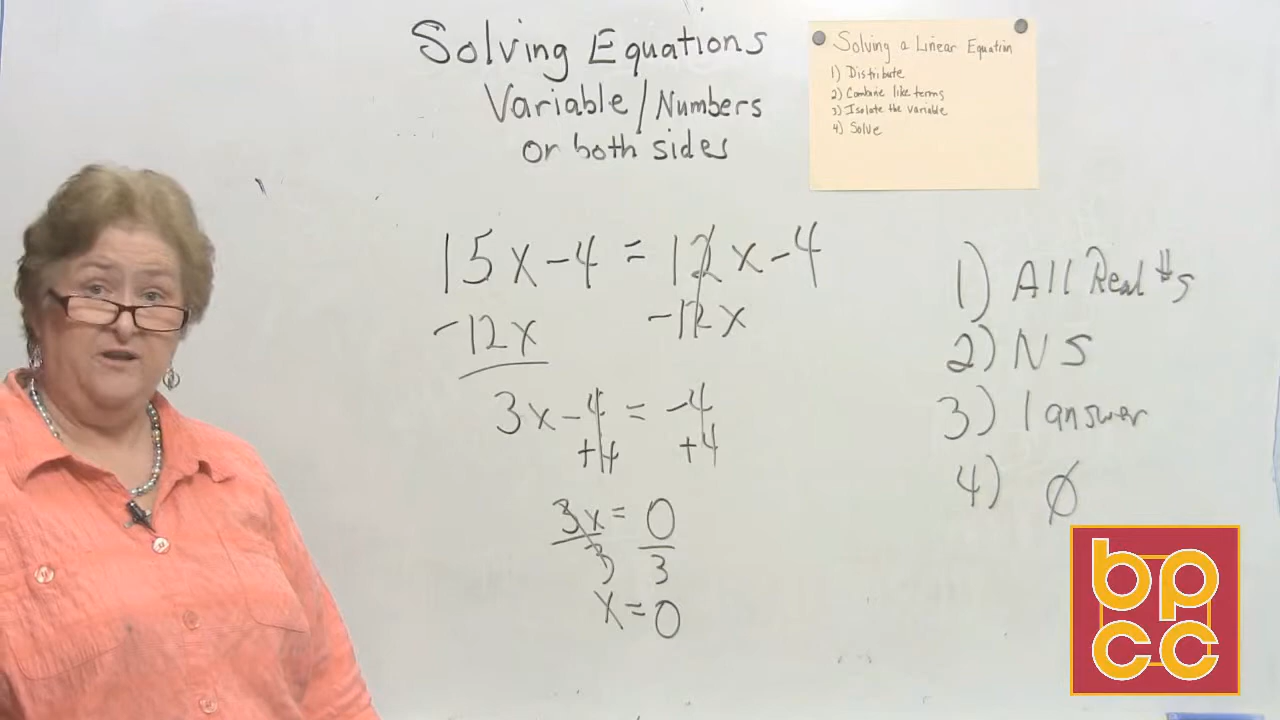 Solving Equations
Variable/Numbers
or both sides
Solving a Linear Equation
1) Distribute
2) Combine like terms
3) Isolate the variable
4) Solve
15x-4 = 12x-4
-12x -12x
3x-4 = -4
+4 +4
3x = 0
3 3
x=0
1) All Real #s
2) NS
3) 1 answer
4) Ø
bp
cc